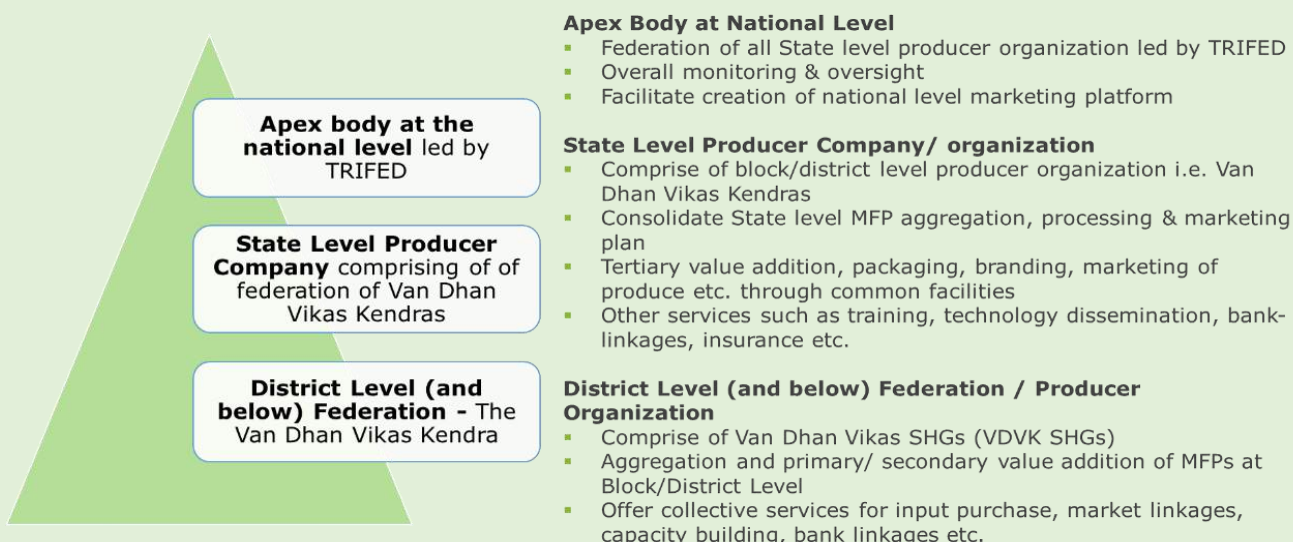 Apex body at the
national level led by
TRIFED
State Level Producer
Company comprising of of
federation of Van Dhan
Vikas Kendras
District Level (and
below) Federation - The
Van Dhan Vikas Kendra
Apex Body at National Level
▪ Federation of all State level producer organization led by TRIFED
▪ Overall monitoring & oversight
▪ Facilitate creation of national level marketing platform
State Level Producer Company/ organization
▪ Comprise of block/district level producer organization i.e. Van
Dhan Vikas Kendras
▪ Consolidate State level MFP aggregation, processing & marketing
plan
▪ Tertiary value addition, packaging, branding, marketing of
produce etc. through common facilities
▪ Other services such as training, technology dissemination, bank-
linkages, insurance etc.
District Level (and below) Federation / Producer
Organization
▪ Comprise of Van Dhan Vikas SHGs (VDVK SHGs)
▪ Aggregation and primary/ secondary value addition of MFPs at
Block/District Level
▪ Offer collective services for input purchase, market linkages,
capacity building, bank linkages etc.